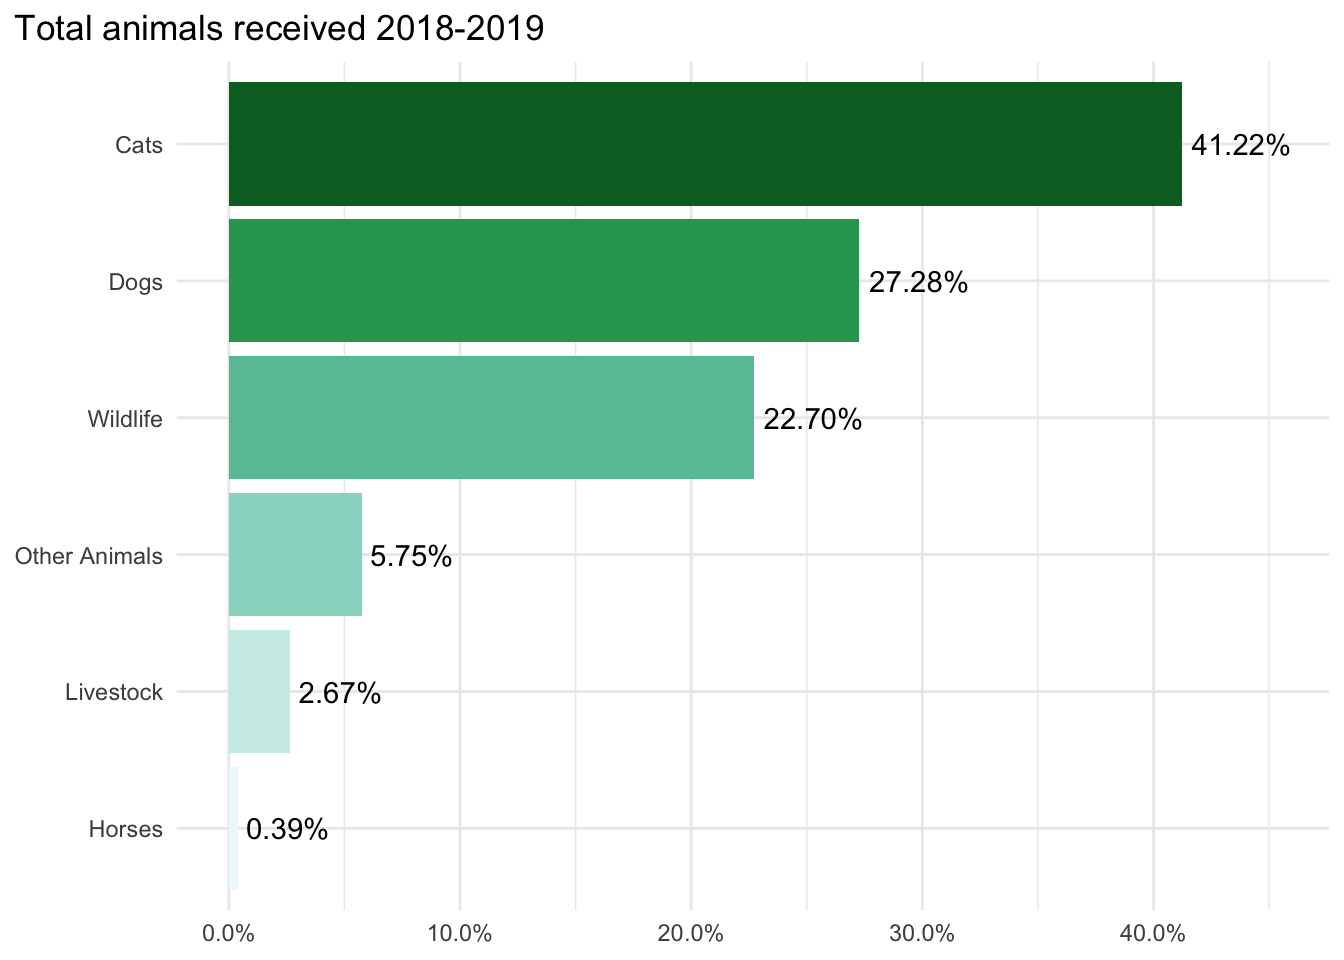 Total animals received 2018-2019
Cats
41.22%
Dogs
27.28%
Wildlife
22.70%
Other Animals
5.75%
Livestock
2.67%
Horses
0.39%
0.0% 10.0% 20.0% 30.0% 40.0%